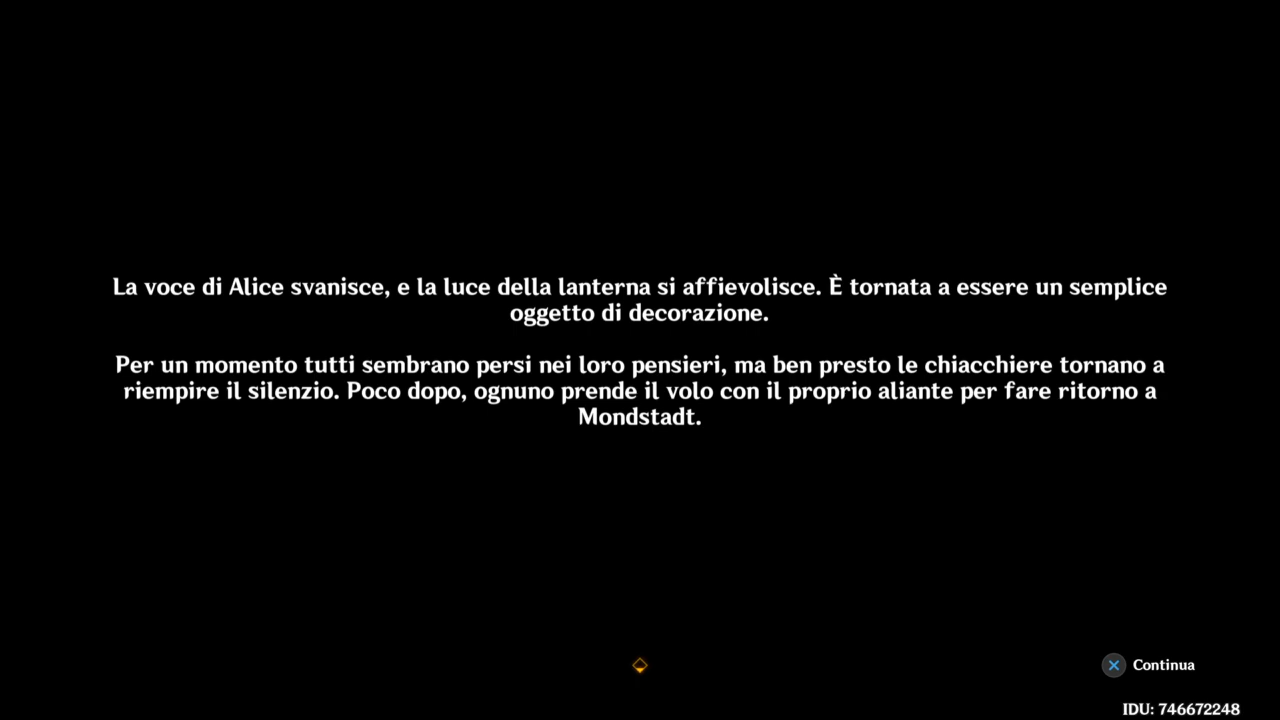 La voce di Alice svanisce, e la luce della lanterna si affievolisce. È tornata a essere un semplice
oggetto di decorazione.
Per un momento tutti sembrano persi nei loro pensieri, ma ben presto le chiacchiere tornano a
riempire il silenzio. Poco dopo, ognuno prende il volo con il proprio aliante per fare ritorno a
Mondstadt.
Continua
IDU: 746672248